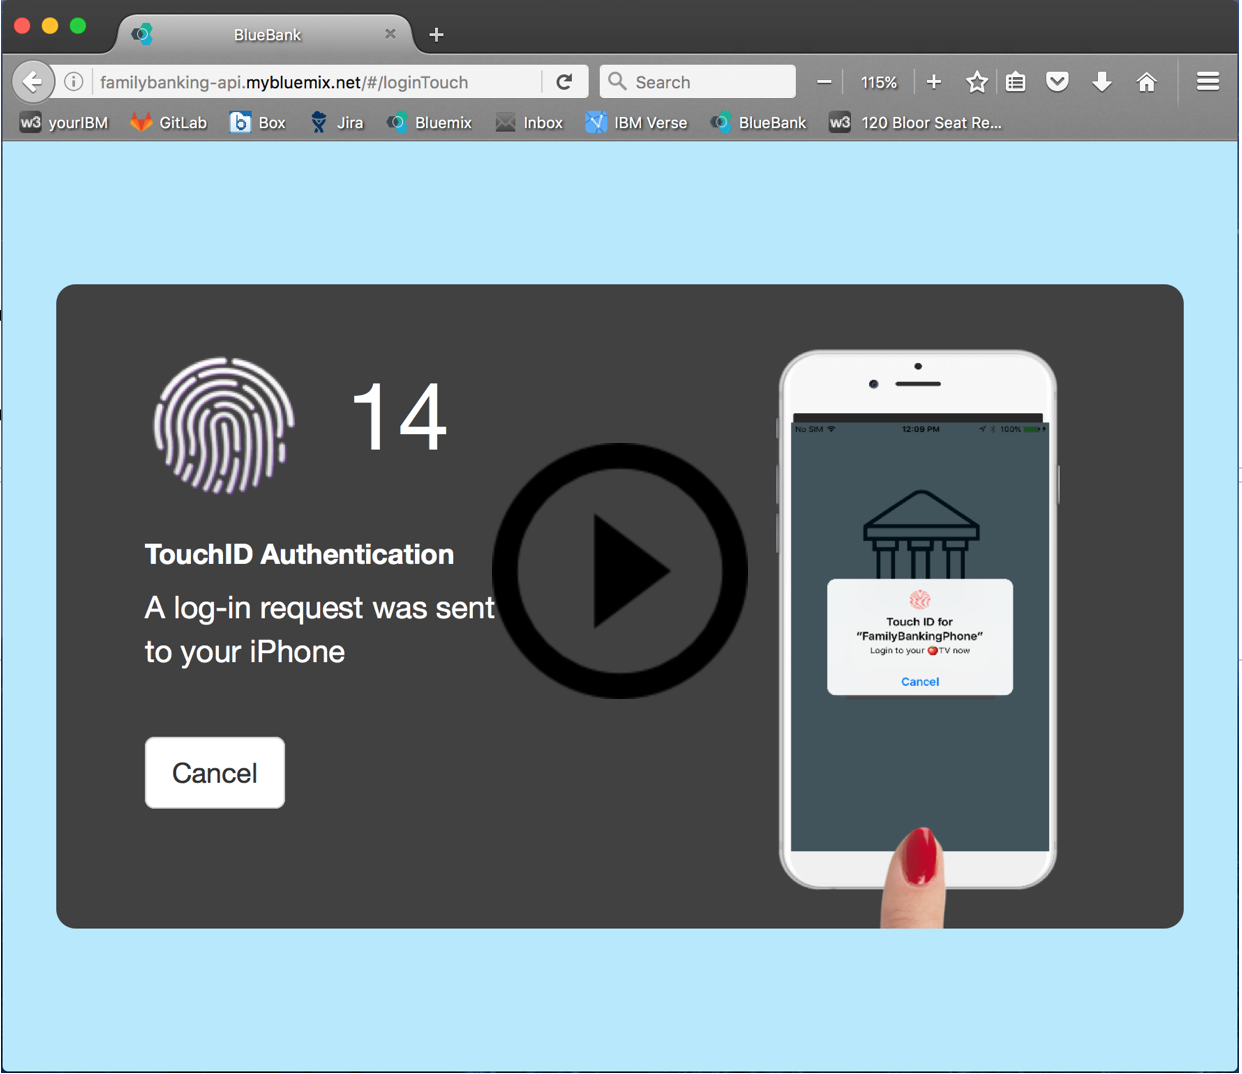 BlueBank
familybanking-api.mybluemix.net/#/loginTouch
Search
115%
w3 yourIBM GitLab Box Jira Bluemix Inbox IBM Verse BlueBank w3 120 Bloor Seat Re...
14
TouchID Authentication
A log-in request was sent
to your iPhone
Cancel
No SIM 12:09 PM 100%
Touch ID for
“FamilyBankingPhone”
Login to your 🍎TV now
Cancel